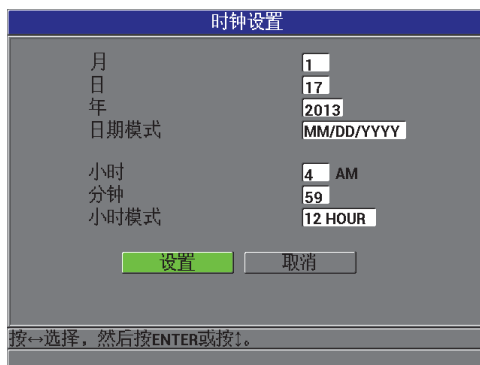 时钟设置
月 1
日 17
年 2013
日期模式 MM/DD/YYYY
小时 4 AM
分钟 59
小时模式 12 HOUR
设置 取消
按↔选择，然后按ENTER或按↕。